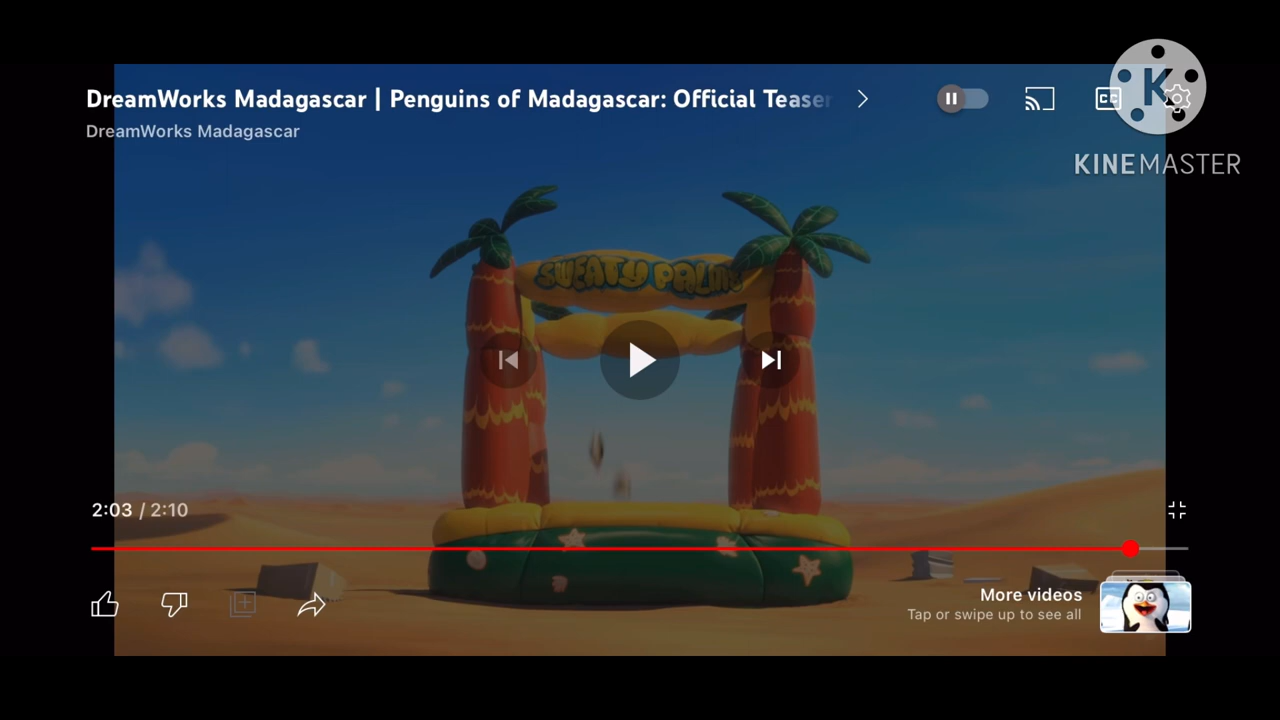 DreamWorks Madagascar | Penguins of Madagascar: Official Teaser
DreamWorks Madagascar
CC
K
KINEMASTER
SWEATY PALMS
2:03 / 2:10
More videos
Tap or swipe up to see all